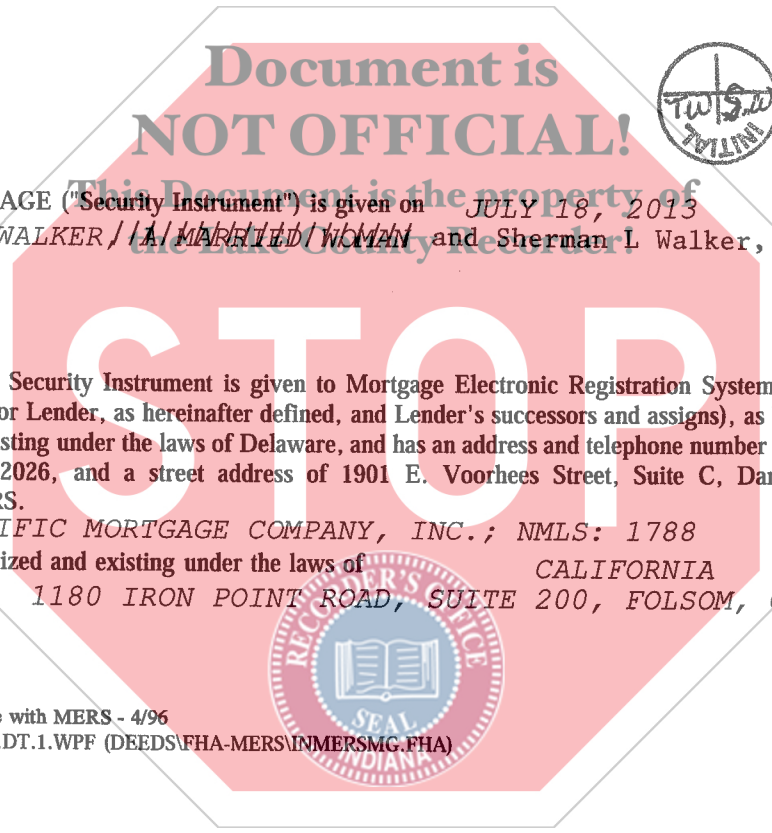 Document is
NOT OFFICIAL!
TW S.W
INITIAL
This Document is the property of
the Lake County Recorder!
AGE ("Security Instrument") is given on JULY 18, 2013
WALKER, A MARRIED WOMAN and Sherman L Walker,
STOP
Security Instrument is given to Mortgage Electronic Registration System
or Lender, as hereinafter defined, and Lender's successors and assigns), as
sting under the laws of Delaware, and has an address and telephone number
2026, and a street address of 1901 E. Voorhees Street, Suite C, Dan
RS.
IFIC MORTGAGE COMPANY, INC.; NMLS: 1788
ized and existing under the laws of CALIFORNIA
1180 IRON POINT ROAD, SUITE 200, FOLSOM,
RECORDER'S OFFICE
SEAL
INDIANA
with MERS - 4/96
.DT.1.WPF (DEEDS\FHA-MERS\INMERSMG.FHA)